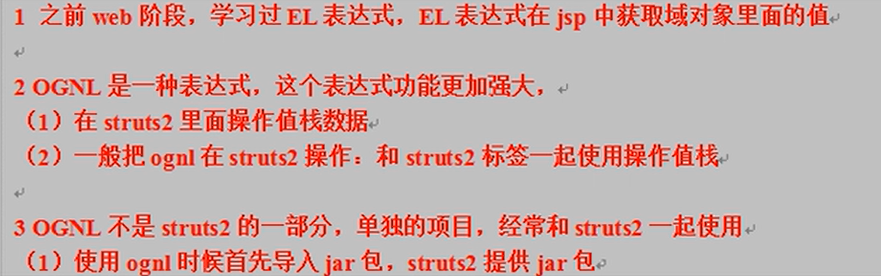 1 之前 web 阶段，学习过 EL 表达式，EL 表达式在 jsp 中获取域对象里面的值
2 OGNL 是一种表达式，这个表达式功能更加强大，
（1）在 struts2 里面操作值栈数据
（2）一般把 ognl 在 struts2 操作：和 struts2 标签一起使用操作值栈
3 OGNL 不是 struts2 的一部分，单独的项目，经常和 struts2 一起使用
（1）使用 ognl 时候首先导入 jar 包，struts2 提供 jar 包